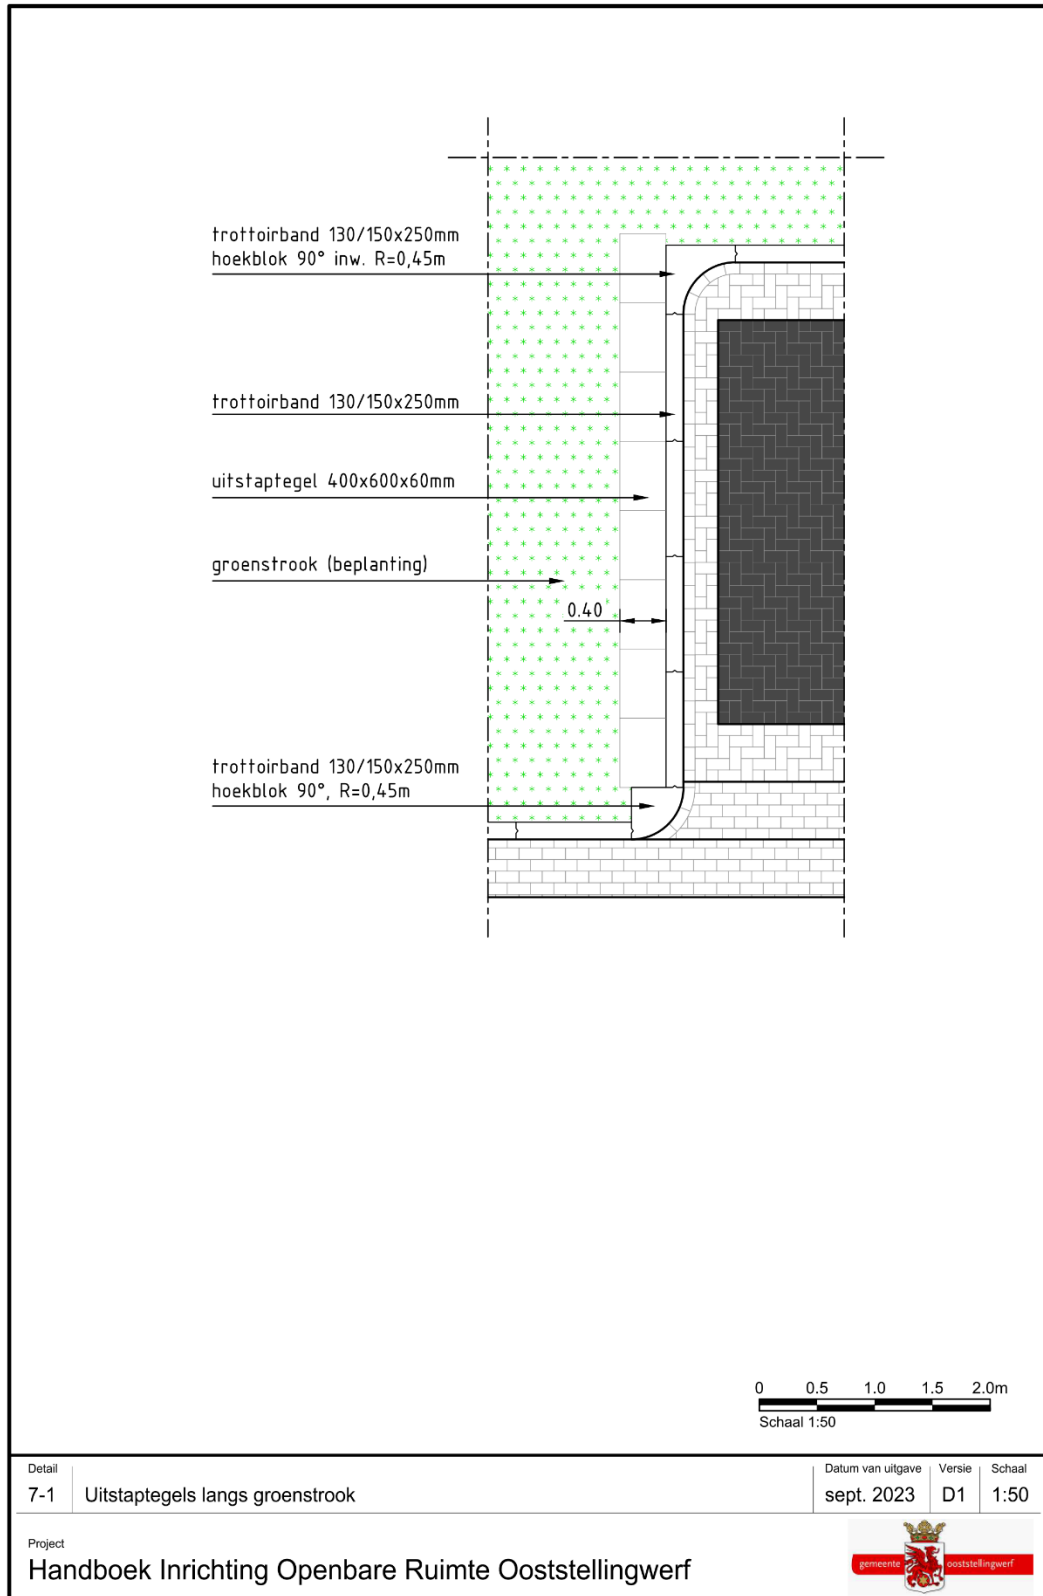 trottoirband 130/150x250mm
hoekblok 90° inw. R=0,45m
trottoirband 130/150x250mm
uitstaptegel 400x600x60mm
groenstrook (beplanting)
0.40
trottoirband 130/150x250mm
hoekblok 90°, R=0,45m
0 0.5 1.0 1.5 2.0m
Schaal 1:50
Detail
7-1 Uitstaptegels langs groenstrook
Datum van uitgave Versie Schaal
sept. 2023 D1 1:50
Project
Handboek Inrichting Openbare Ruimte Ooststellingwerf
gemeente ooststellingwerf